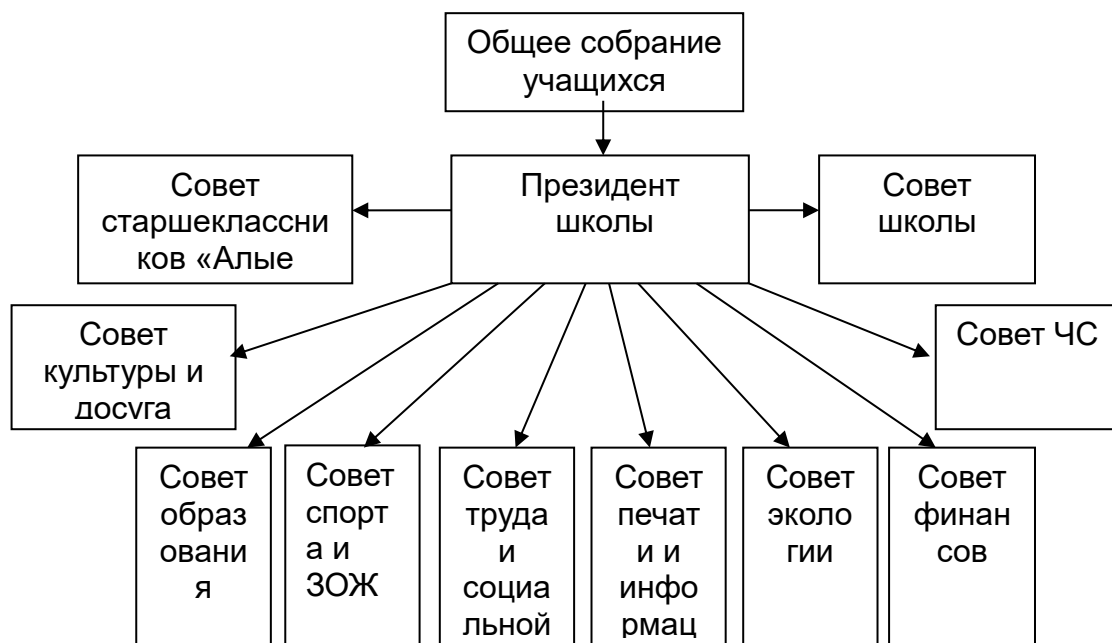 Общее собрание
учащихся
Совет
старшеклассни
ков «Алые
Президент
школы
Совет
школы
Совет
культуры и
досуга
Совет ЧС
Совет
образ
овани
я
Совет
спорт
а и
ЗОЖ
Совет
труда
и
социа
льной
Совет
печат
и и
инфо
рмац
Совет
эколо
гии
Совет
финан
сов